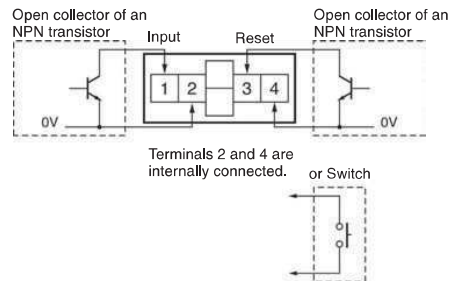 Open collector of an
NPN transistor
Input
Reset
Open collector of an
NPN transistor
1 2 3 4
0V
0V
Terminals 2 and 4 are
internally connected.
or Switch